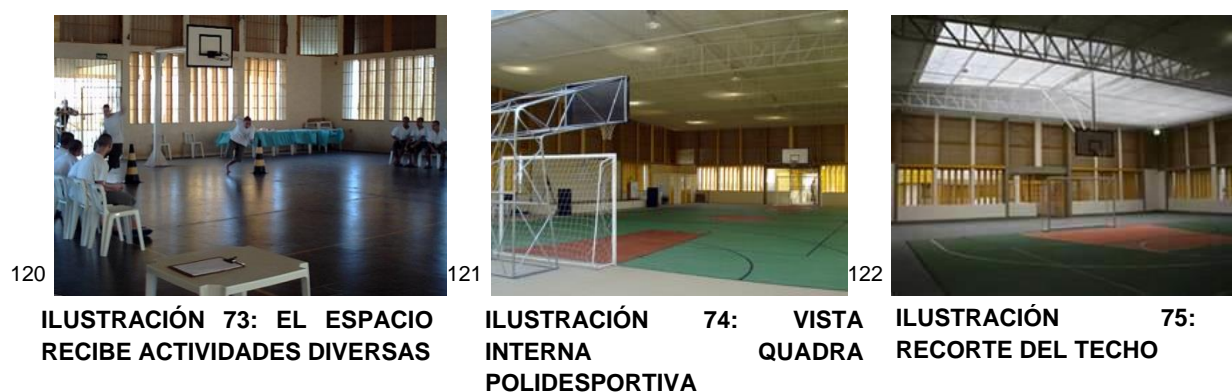 120
121
122
ILUSTRACIÓN 73: EL ESPACIO
RECIBE ACTIVIDADES DIVERSAS
ILUSTRACIÓN 74: VISTA
INTERNA QUADRA
POLIDESPORTIVA
ILUSTRACIÓN 75:
RECORTE DEL TECHO